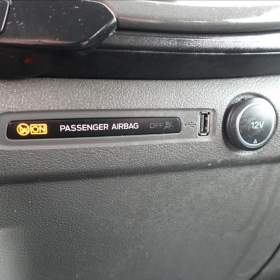 ON PASSENGER AIRBAG OFF
12V